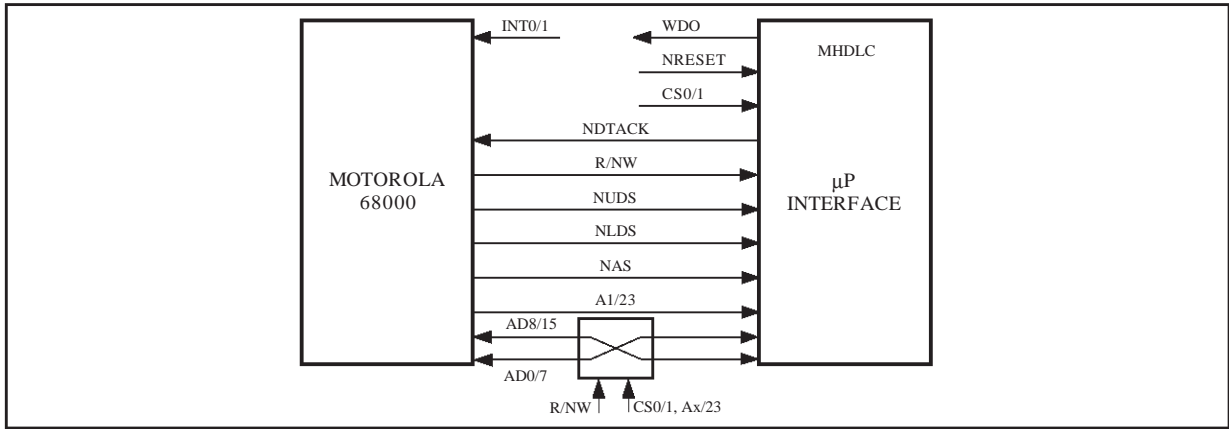 INT0/1
WDO
MHDLC
NRESET
CS0/1
NDTACK
R/NW
MOTOROLA
68000
µP
INTERFACE
NUDS
NLDS
NAS
A1/23
AD8/15
AD0/7
R/NW
CS0/1, Ax/23